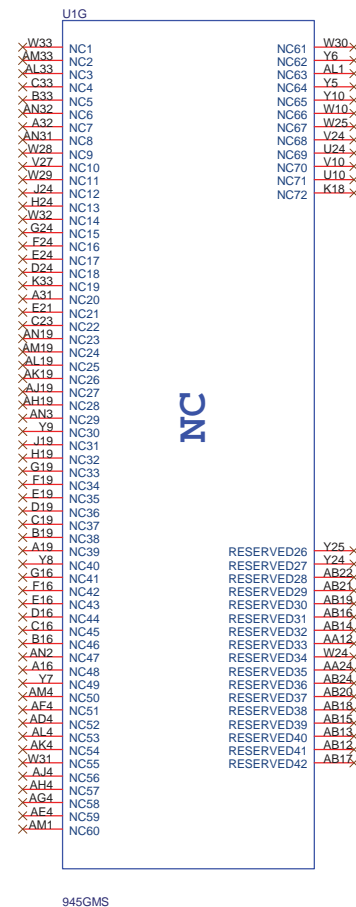 U1G
W33 NC1 NC61 W30
AM33 NC2 NC62 Y6
AL33 NC3 NC63 AL1
C33 NC4 NC64 Y5
B33 NC5 NC65 Y10
AN32 NC6 NC66 W10
A32 NC7 NC67 W25
AN31 NC8 NC68 V24
W28 NC9 NC69 U24
V27 NC10 NC70 V10
W29 NC11 NC71 U10
J24 NC12 NC72 K18
H24 NC13
W32 NC14
G24 NC15
F24 NC16
E24 NC17
D24 NC18
K33 NC19
A31 NC20
E21 NC21
C23 NC22
AN19 NC23
AM19 NC24
AL19 NC25
AK19 NC26
AJ19 NC27
AH19 NC28
AN3 NC29
Y9 NC30
J19 NC31
H19 NC32
G19 NC33
F19 NC34
E19 NC35
D19 NC36
C19 NC37
B19 NC38
NC
A19 NC39 RESERVED26 Y25
Y8 NC40 RESERVED27 Y24
G16 NC41 RESERVED28 AB22
F16 NC42 RESERVED29 AB21
E16 NC43 RESERVED30 AB19
D16 NC44 RESERVED31 AB16
C16 NC45 RESERVED32 AB14
B16 NC46 RESERVED33 AA12
AN2 NC47 RESERVED34 W24
A16 NC48 RESERVED35 AA24
Y7 NC49 RESERVED36 AB24
AM4 NC50 RESERVED37 AB20
AF4 NC51 RESERVED38 AB18
AD4 NC52 RESERVED39 AB15
AL4 NC53 RESERVED40 AB13
AK4 NC54 RESERVED41 AB12
W31 NC55 RESERVED42 AB17
AJ4 NC56
AH4 NC57
AG4 NC58
AE4 NC59
AM1 NC60
945GMS